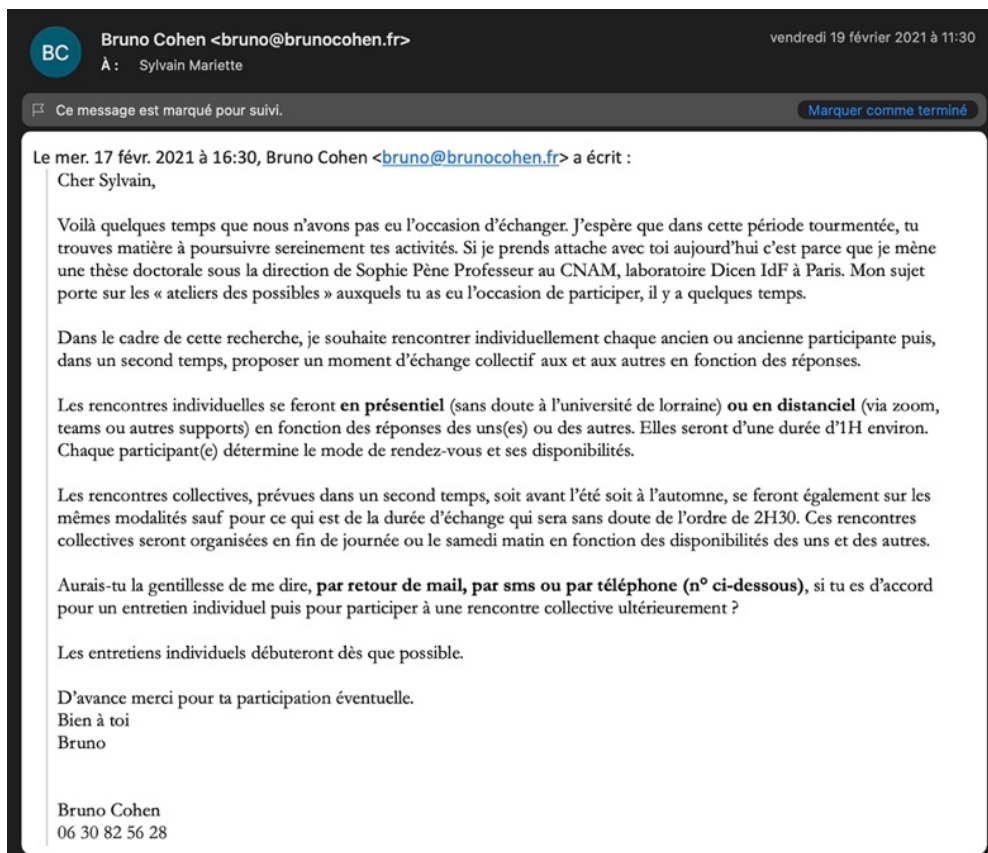 BC
Bruno Cohen <bruno@brunocohen.fr>
vendredi 19 février 2021 à 11:30
À : Sylvain Mariette
Ce message est marqué pour suivi.
Marquer comme terminé
Le mer. 17 févr. 2021 à 16:30, Bruno Cohen <bruno@brunocohen.fr> a écrit :
Cher Sylvain,
Voilà quelques temps que nous n’avons pas eu l’occasion d’échanger. J’espère que dans cette période tourmentée, tu
trouves matière à poursuivre sereinement tes activités. Si je prends attache avec toi aujourd’hui c’est parce que je mène
une thèse doctorale sous la direction de Sophie Pène Professeur au CNAM, laboratoire Dicen IdF à Paris. Mon sujet
porte sur les « ateliers des possibles » auxquels tu as eu l’occasion de participer, il y a quelques temps.
Dans le cadre de cette recherche, je souhaite rencontrer individuellement chaque ancien ou ancienne participante puis,
dans un second temps, proposer un moment d’échange collectif aux et aux autres en fonction des réponses.
Les rencontres individuelles se feront en présentiel (sans doute à l’université de lorraine) ou en distanciel (via zoom,
teams ou autres supports) en fonction des réponses des uns(es) ou des autres. Elles seront d’une durée d’1H environ.
Chaque participant(e) détermine le mode de rendez-vous et ses disponibilités.
Les rencontres collectives, prévues dans un second temps, soit avant l’été soit à l’automne, se feront également sur les
mêmes modalités sauf pour ce qui est de la durée d’échange qui sera sans doute de l’ordre de 2H30. Ces rencontres
collectives seront organisées en fin de journée ou le samedi matin en fonction des disponibilités des uns et des autres.
Aurais-tu la gentillesse de me dire, par retour de mail, par sms ou par téléphone (n° ci-dessous), si tu es d’accord
pour un entretien individuel puis pour participer à une rencontre collective ultérieurement ?
Les entretiens individuels débuteront dès que possible.
D’avance merci pour ta participation éventuelle.
Bien à toi
Bruno
Bruno Cohen
06 30 82 56 28